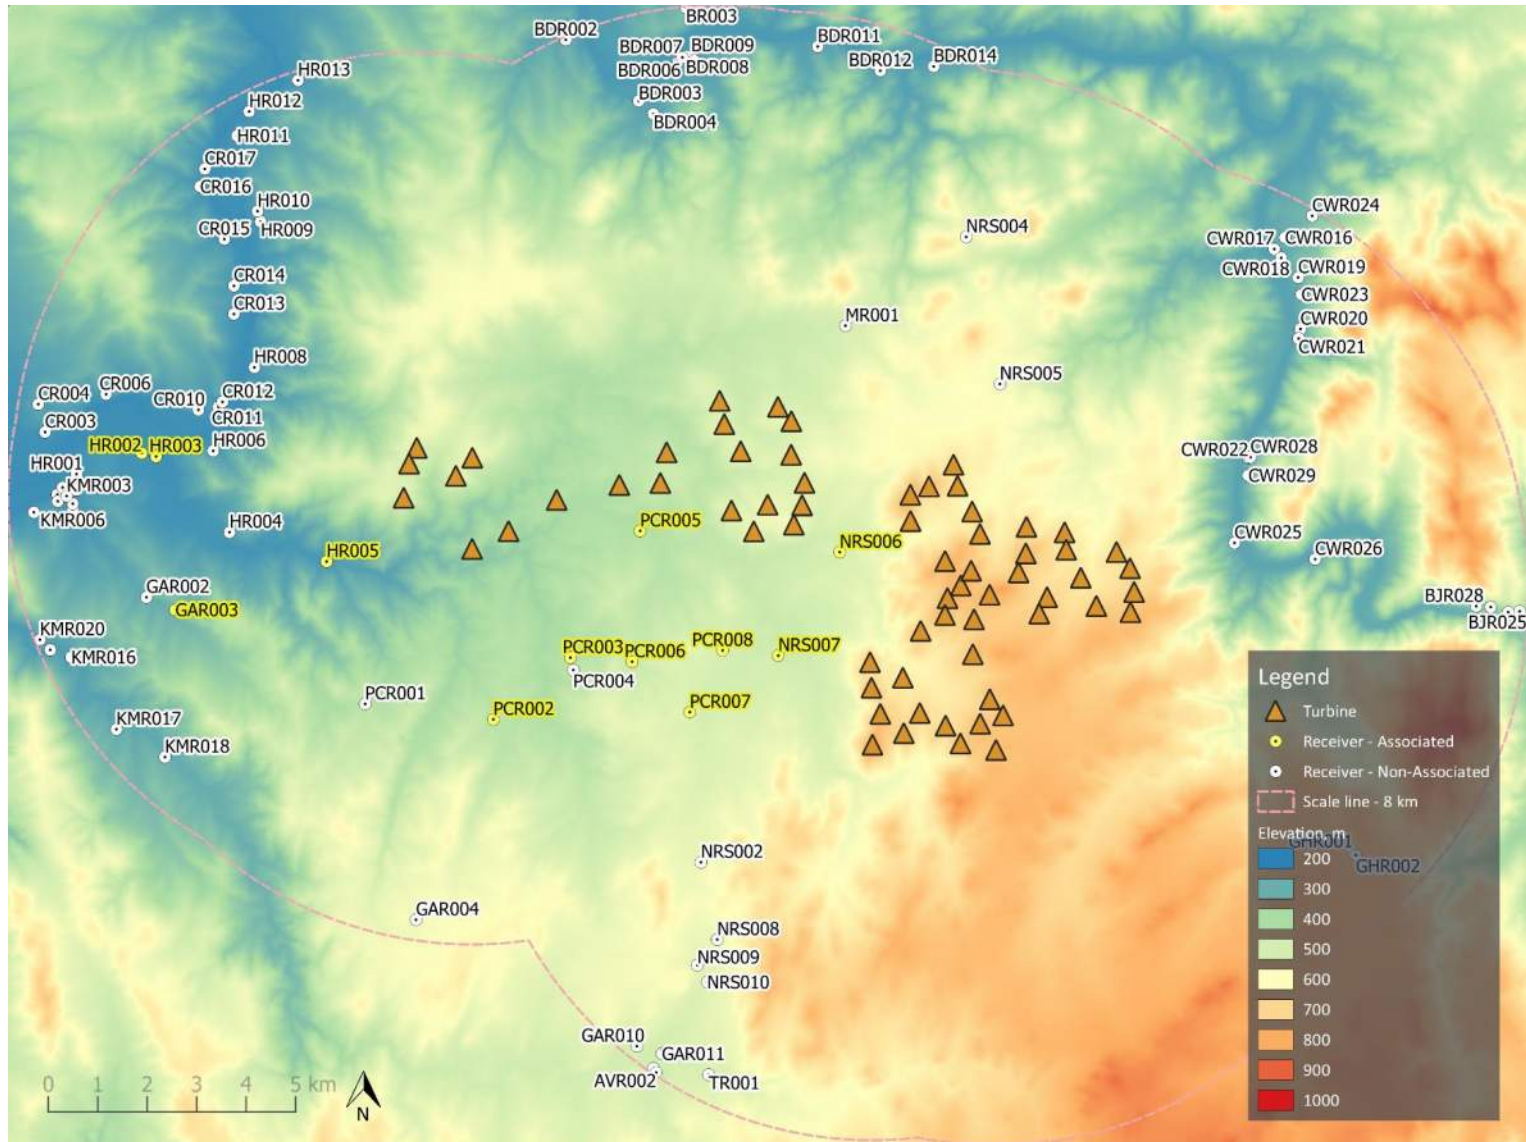 BR003
BDR002
BDR011
BDR007
BDR009
BDR012
BDR014
BDR006
BDR008
HR013
BDR003
HR012
BDR004
HR011
CR017
CR016
HR010
CWR024
CR015
HR009
NRS004
CWR017
CWR016
CWR018
CWR019
CR014
CWR023
CR013
MR001
CWR020
CWR021
HR008
NRS005
CR004
CR006
CR010
CR012
CR003
CR011
HR002
HR003
HR006
CWR022
CWR028
HR001
KMR003
CWR029
KMR006
HR004
PCR005
HR005
NRS006
CWR025
CWR026
GAR002
GAR003
BJR028
BJR025
KMR020
KMR016
PCR003
PCR006
PCR008
NRS007
PCR004
PCR001
PCR002
PCR007
KMR017
KMR018
Legend
Turbine
Receiver - Associated
Receiver - Non-Associated
Scale line - 8 km
Elevation, m
GHR001
GHR002
200
300
400
500
600
700
800
900
1000
NRS002
GAR004
NRS008
NRS009
NRS010
GAR010
GAR011
AVR002
TR001
0 1 2 3 4 5 km
N